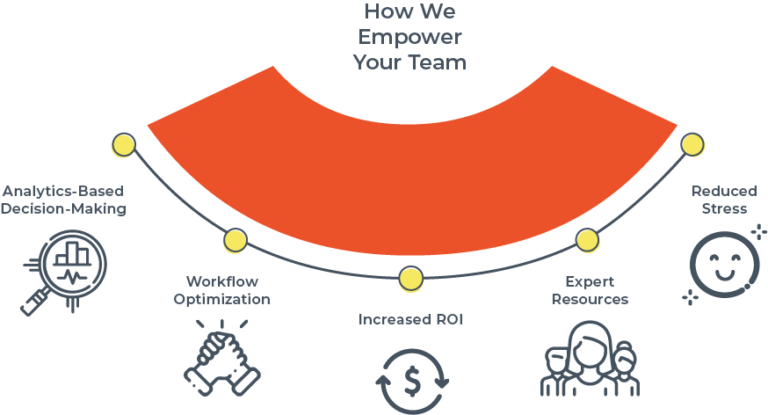 How We
Empower
Your Team
Analytics-Based
Decision-Making
Workflow
Optimization
Increased ROI
$
Expert
Resources
Reduced
Stress